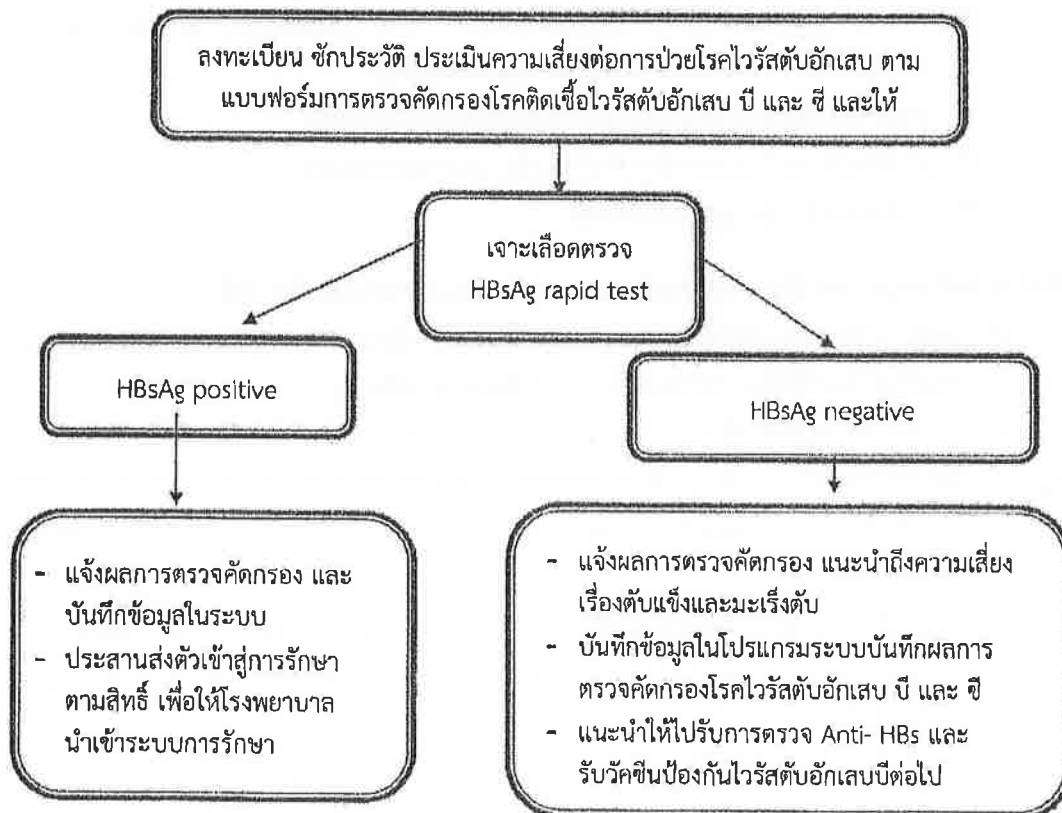 ลงทะเบียน ซักประวัติ ประเมินความเสี่ยงต่อการป่วยโรคไวรัสตับอักเสบ ตาม
แบบฟอร์มการตรวจคัดกรองโรคติดเชื้อไวรัสตับอักเสบ บี และ ซี และให้
เจาะเลือดตรวจ
HBsAg rapid test
HBsAg positive
HBsAg negative
- แจ้งผลการตรวจคัดกรอง และ
บันทึกข้อมูลในระบบ
- ประสานส่งตัวเข้าสู่การรักษา
ตามสิทธิ์ เพื่อให้โรงพยาบาล
นำเข้าระบบการรักษา
- แจ้งผลการตรวจคัดกรอง แนะนำถึงความเสี่ยง
เรื่องตับแข็งและมะเร็งตับ
- บันทึกข้อมูลในโปรแกรมระบบบันทึกผลการ
ตรวจคัดกรองโรคไวรัสตับอักเสบ บี และ ซี
- แนะนำให้ไปรับการตรวจ Anti- HBs และ
รับวัคซีนป้องกันไวรัสตับอักเสบบีต่อไป